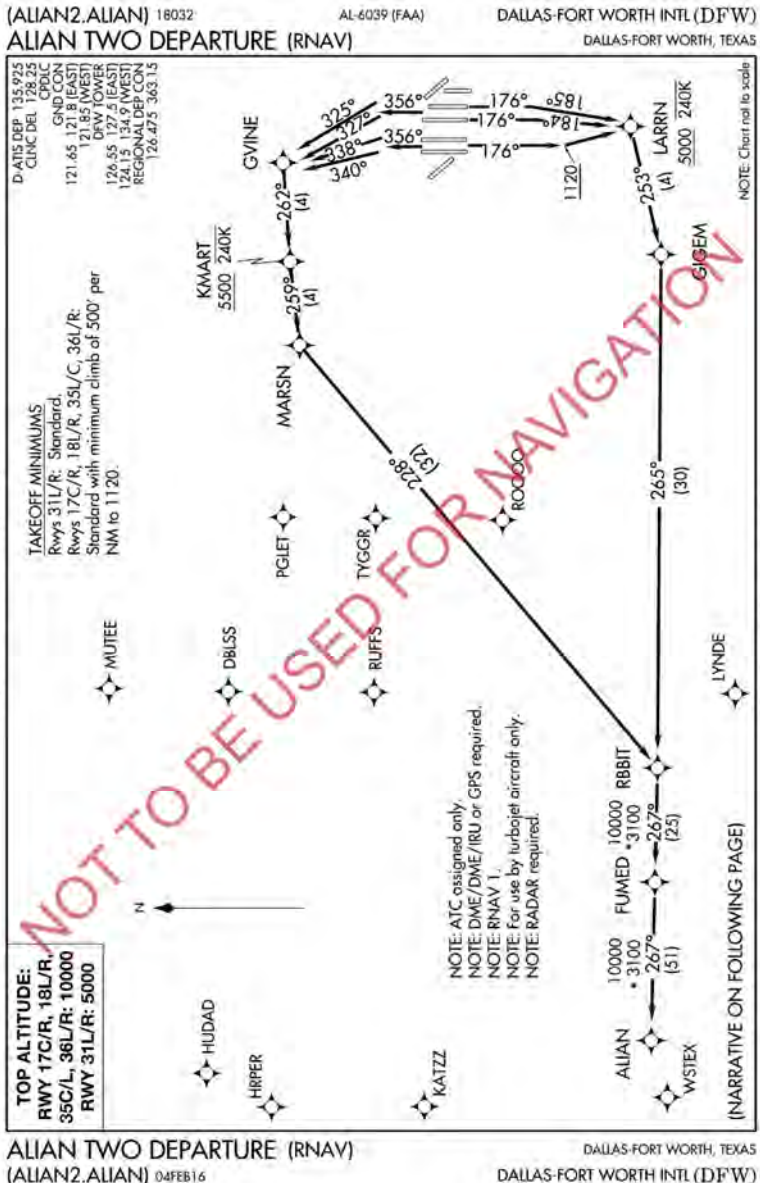 (ALIAN2.ALIAN) 18032
AL-6039 (FAA)
DALLAS-FORT WORTH INTL (DFW)
ALIAN TWO DEPARTURE (RNAV)
DALLAS-FORT WORTH, TEXAS
D-ATIS DEP 135.925
CLNC DEL 128.25
CPDLC
GND CON
121.65 121.8 (EAST)
121.85 (WEST)
DFW TOWER
126.55 127.5 (EAST)
124.15 134.9 (WEST)
REGIONAL DEP CON
126.475 363.15
TAKEOFF MINIMUMS
Rwys 31L/R: Standard.
Rwys 17C/R, 18L/R, 35L/C, 36L/R:
Standard with minimum climb of 500' per
NM to 1120.
TOP ALTITUDE:
RWY 17C/R, 18L/R,
35C/L, 36L/R: 10000
RWY 31L/R: 5000
GVINE
325°
327°
338°
340°
356°
356°
176°
176°
176°
185°
184°
1120
LARRN
5000 240K
253°
(4)
GIGEM
NOTE: Chart not to scale
262°
(4)
KMART
5500 240K
259°
(4)
MARSN
228°
(32)
265°
(30)
PGLET
TYGGR
ROOOO
MUTEE
DBLSS
RUFFS
LYNDE
RBBIT
10000
*3100
267°
(25)
FUMED
10000
*3100
267°
(51)
ALIAN
WSTEX
N
HUDAD
HRPER
KATZZ
NOTE: ATC assigned only.
NOTE: DME/DME/IRU or GPS required.
NOTE: RNAV 1.
NOTE: For use by turbojet aircraft only.
NOTE: RADAR required.
(NARRATIVE ON FOLLOWING PAGE)
NOT TO BE USED FOR NAVIGATION
ALIAN TWO DEPARTURE (RNAV)
DALLAS-FORT WORTH, TEXAS
(ALIAN2.ALIAN) 04FEB16
DALLAS-FORT WORTH INTL (DFW)